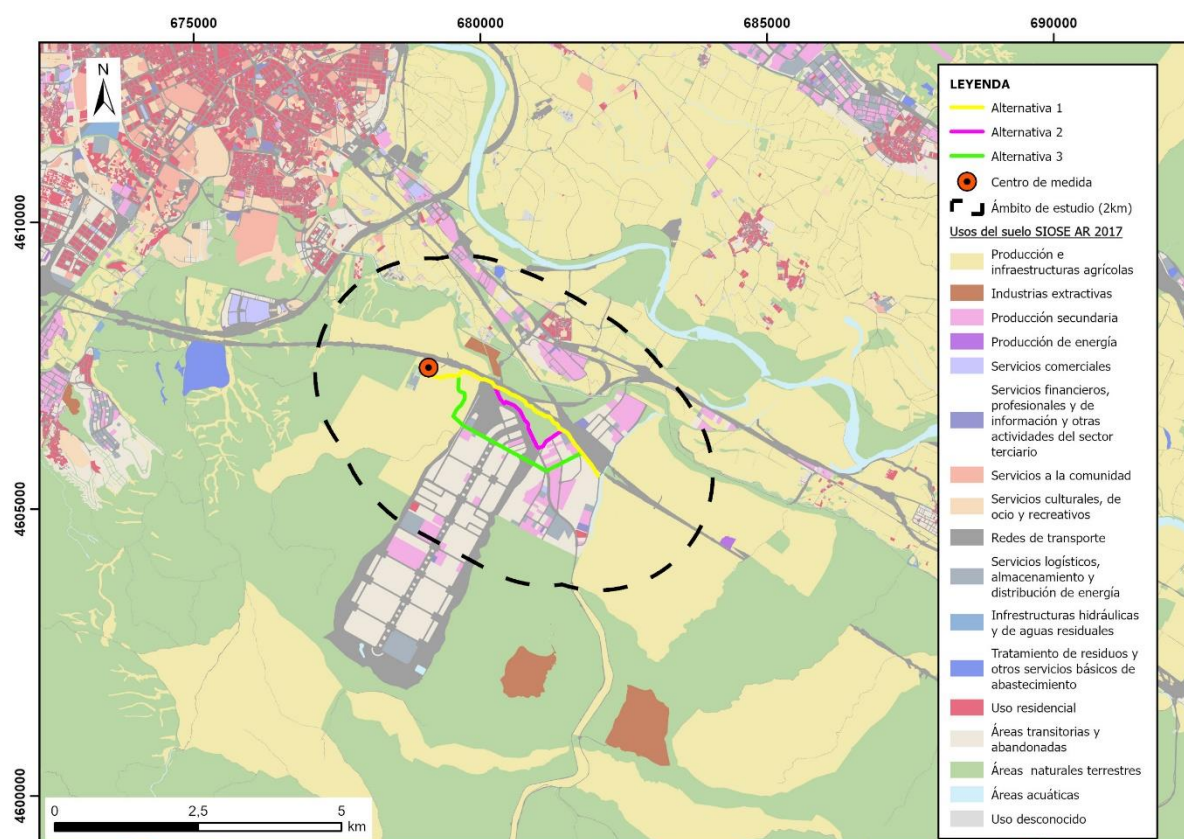 675000
680000
685000
690000
N
4610000
4605000
4600000
LEYENDA
Alternativa 1
Alternativa 2
Alternativa 3
Centro de medida
Ámbito de estudio (2km)
Usos del suelo SIOSE AR 2017
Producción e
infraestructuras agrícolas
Industrias extractivas
Producción secundaria
Producción de energía
Servicios comerciales
Servicios financieros,
profesionales y de
información y otras
actividades del sector
terciario
Servicios a la comunidad
Servicios culturales, de
ocio y recreativos
Redes de transporte
Servicios logísticos,
almacenamiento y
distribución de energía
Infrestructuras hidráulicas
y de aguas residuales
Tratamiento de residuos y
otros servicios básicos de
abastecimiento
Uso residencial
Áreas transitorias y
abandonadas
Áreas naturales terrestres
Áreas acuáticas
Uso desconocido
0
2,5
5
km